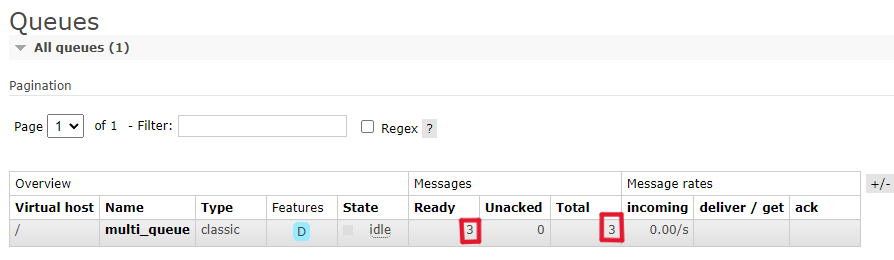 Queues
All queues (1)
Pagination
Page 1 of 1 - Filter: Regex ?
Overview Messages Message rates +/-
Virtual host Name Type Features State Ready Unacked Total incoming deliver / get ack
/ multi_queue classic D idle 3 0 3 0.00/s